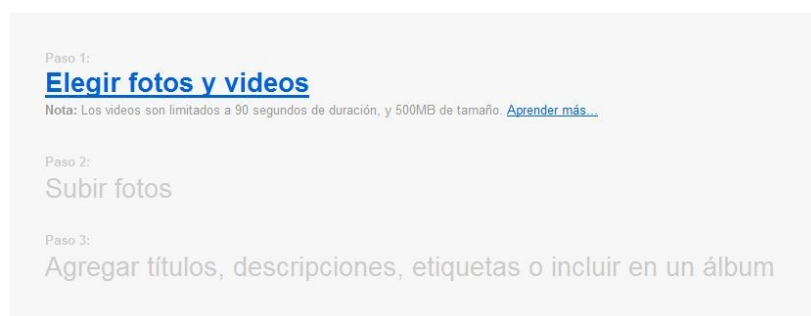 Paso 1:
Elegir fotos y videos
Nota: Los videos son limitados a 90 segundos de duración, y 500MB de tamaño. Aprender más...
Paso 2:
Subir fotos
Paso 3:
Agregar títulos, descripciones, etiquetas o incluir en un álbum